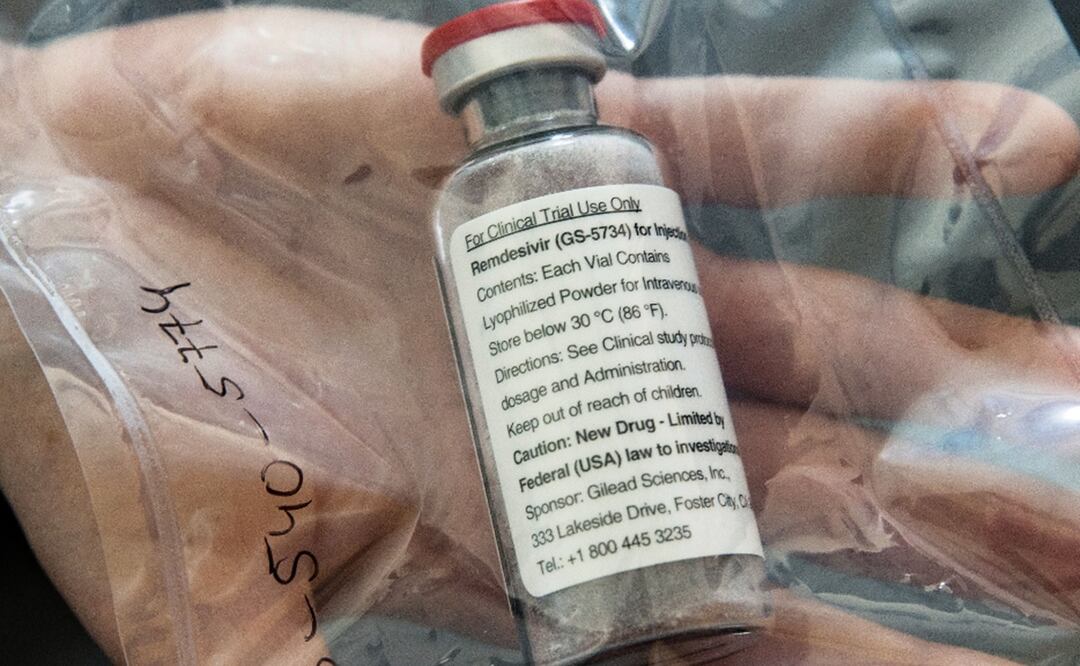 For Clinical Trial Use Only
Remdesivir (GS-5734) for Injection
Contents: Each Vial Contains
Lyophilized Powder for Intravenous
Store below 30 °C (86 °F).
Directions: See Clinical study
dosage and Administration.
Keep out of reach of children.
Caution: New Drug - Limited by
Federal (USA) law to
Sponsor: Gilead Sciences, Inc.,
333 Lakeside Drive, Foster City,
Tel.: +1 800 445 3235